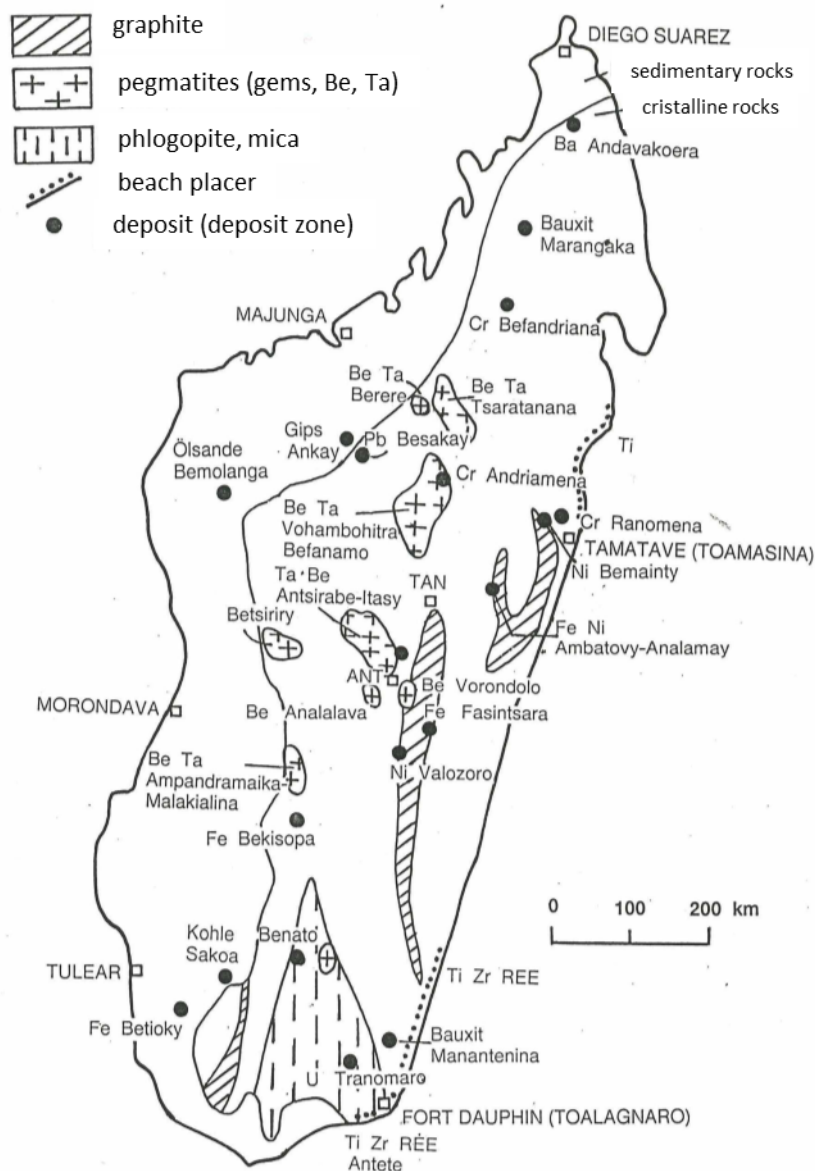 graphite
pegmatites (gems, Be, Ta)
phlogopite, mica
beach placer
deposit (deposit zone)
DIEGO SUAREZ
sedimentary rocks
cristalline rocks
Ba Andavakoera
Bauxit
Marangaka
MAJUNGA
Cr Befandriana
Be Ta
Berere
Be Ta
Tsaratanana
Gips
Ankay
Pb Besakay
Ti
Ölsande
Bemolanga
Cr Andriamena
Be Ta
Vohambohitra
Befanamo
Cr Ranomena
TAMATAVE (TOAMASINA)
Ni Bemainty
Ta Be
Antsirabe-Itasy
TAN
Betsiriry
Fe Ni
Ambatovy-Analamay
ANT
Be Vorondolo
MORONDAVA
Be Analalava
Fe Fasintsara
Be Ta
Ampandramaika-
Malakialina
Ni Valozoro
Fe Bekisopa
0 100 200 km
Kohle
Sakoa
Benato
TULEAR
Ti Zr REE
Fe Betioky
Bauxit
Manantenina
U Tranomaro
FORT DAUPHIN (TOALAGNARO)
Ti Zr RÉE
Antete